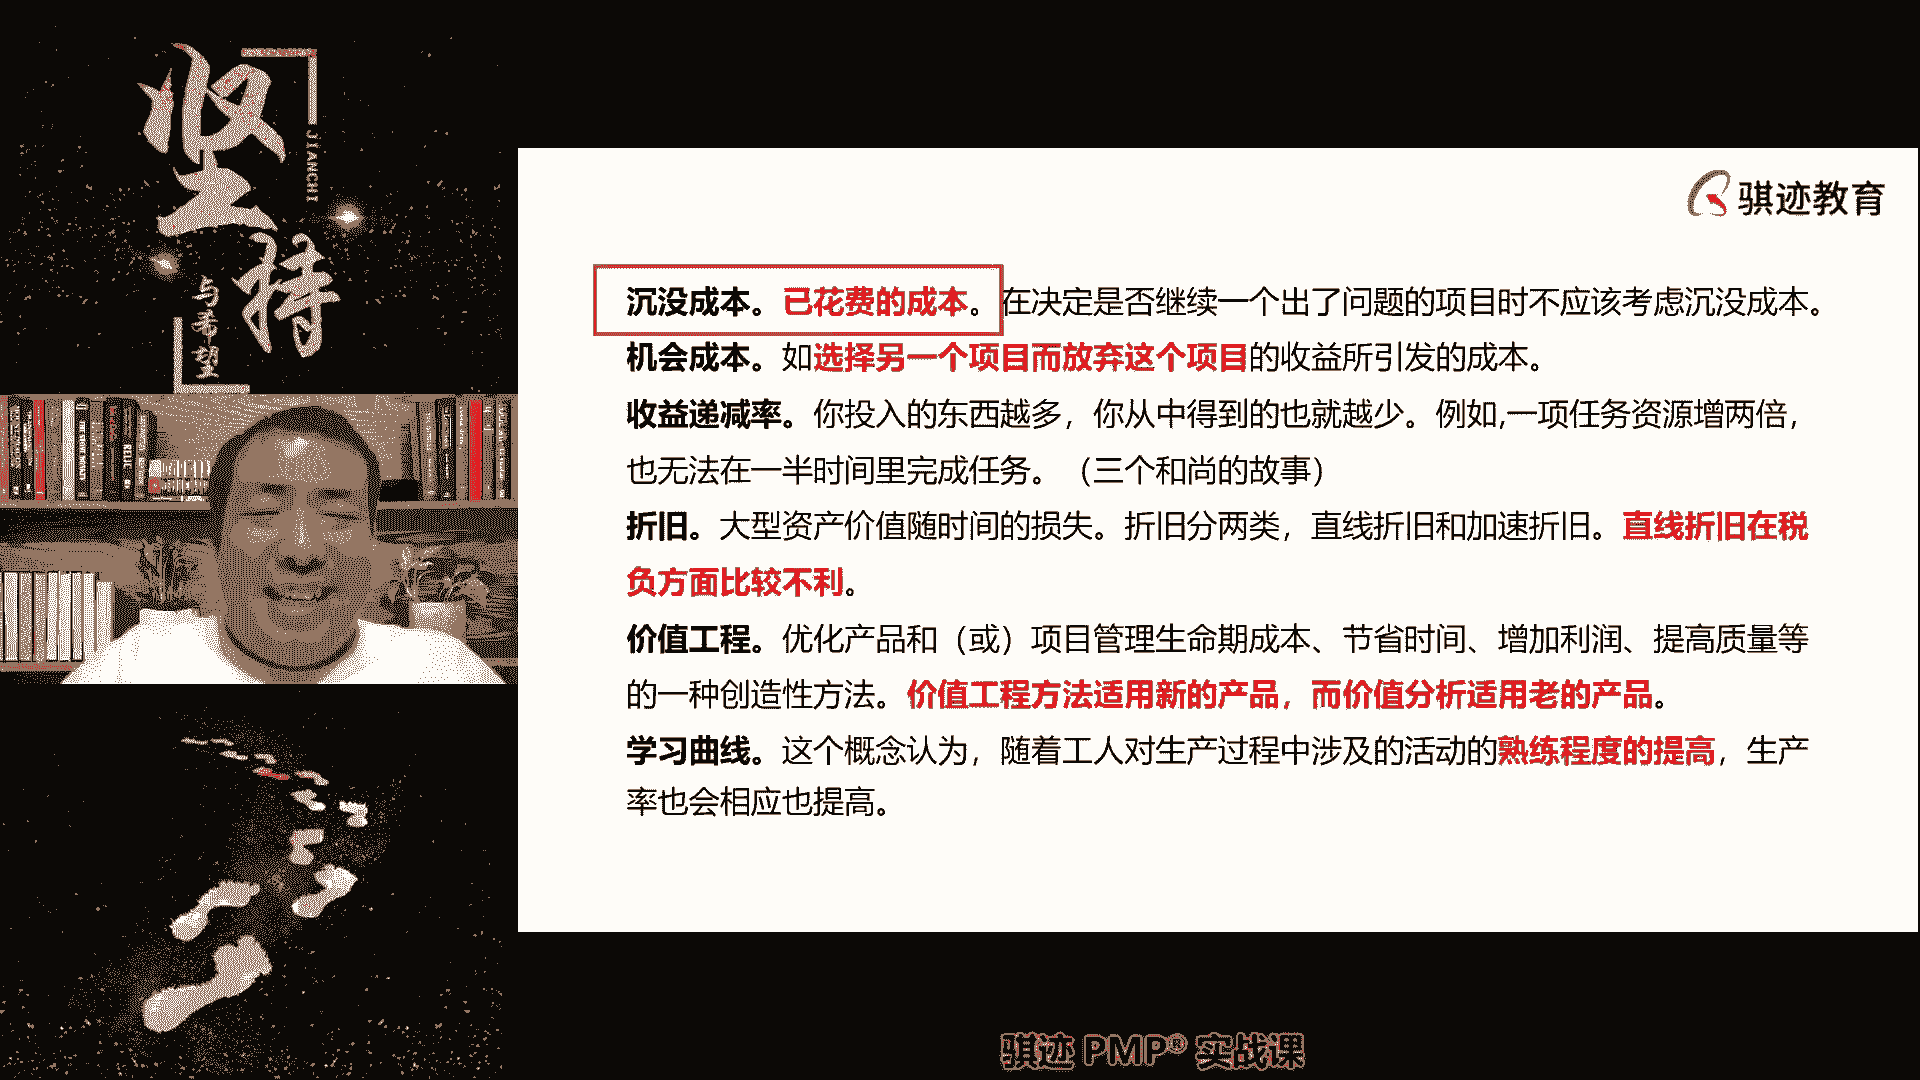 坚持
JIANCHI
与希望
骐迹教育
沉没成本。已花费的成本。在决定是否继续一个出了问题的项目时不应该考虑沉没成本。
机会成本。如选择另一个项目而放弃这个项目的收益所引发的成本。
收益递减率。你投入的东西越多，你从中得到的也就越少。例如,一项任务资源增两倍，
也无法在一半时间里完成任务。（三个和尚的故事）
折旧。大型资产价值随时间的损失。折旧分两类，直线折旧和加速折旧。直线折旧在税
负方面比较不利。
价值工程。优化产品和（或）项目管理生命期成本、节省时间、增加利润、提高质量等
的一种创造性方法。价值工程方法适用新的产品，而价值分析适用老的产品。
学习曲线。这个概念认为，随着工人对生产过程中涉及的活动的熟练程度的提高，生产
率也会相应也提高。
骐迹 PMP® 实战课